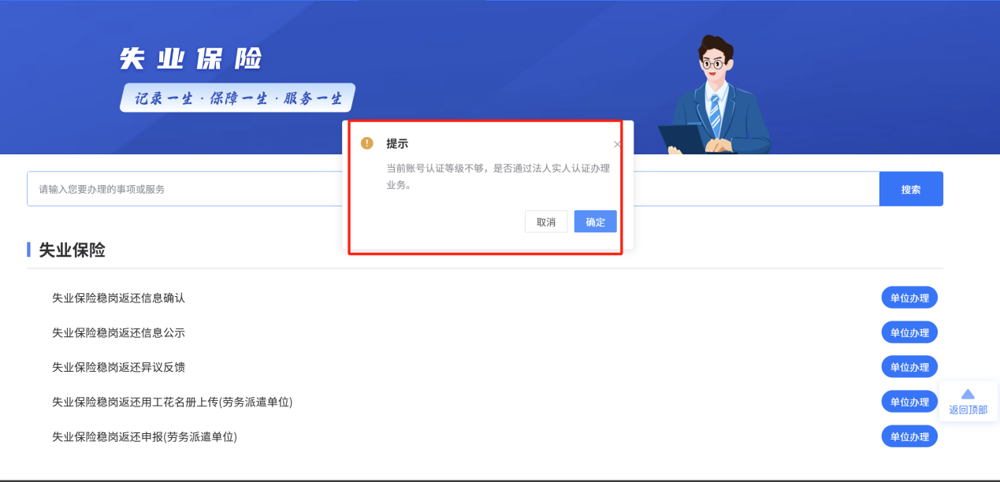 失业保险
记录一生·保障一生·服务一生
提示
当前账号认证等级不够，是否通过法人实人认证办理
业务。
取消
确定
请输入您要办理的事项或服务
搜索
失业保险
失业保险稳岗返还信息确认
单位办理
失业保险稳岗返还信息公示
单位办理
失业保险稳岗返还异议反馈
单位办理
失业保险稳岗返还用工花名册上传(劳务派遣单位)
单位办理
返回顶部
失业保险稳岗返还申报(劳务派遣单位)
单位办理